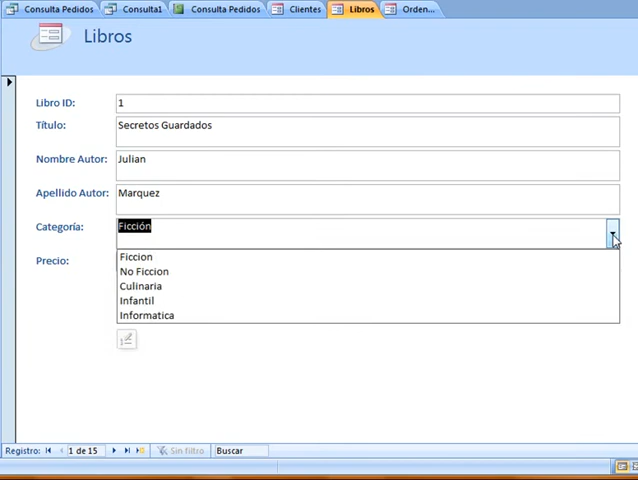 Consulta Pedidos Consulta1 Consulta Pedidos Clientes Libros Orden...
Libros
Libro ID: 1
Título: Secretos Guardados
Nombre Autor: Julian
Apellido Autor: Marquez
Categoría: Ficción
Precio:
Ficcion
No Ficcion
Culinaria
Infantil
Informatica
Registro: 1 de 15 Sin filtro Buscar